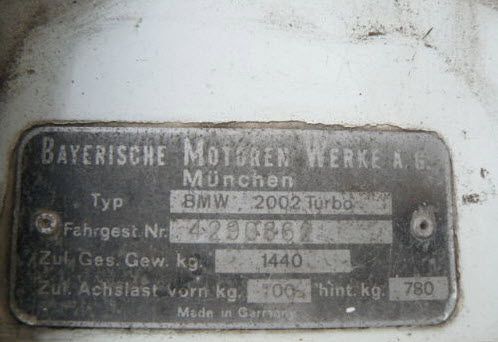 BAYERISCHE MOTOREN WERKE A.G.
München
Typ BMW 2002 Turbo
Fahrgest.Nr. 4290862
Zul. Ges. Gew. kg. 1440
Zul. Achslast vorn kg. hint. kg. 780
Made in Germany